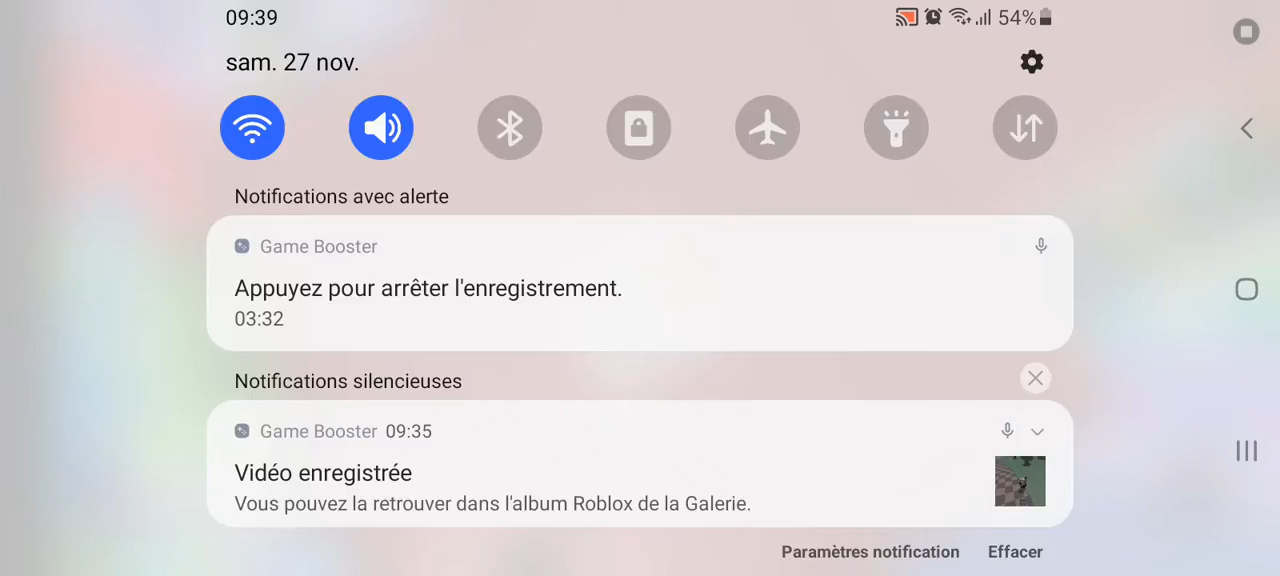 09:39
54%
sam. 27 nov.
Notifications avec alerte
Game Booster
Appuyez pour arrêter l'enregistrement.
03:32
Notifications silencieuses
Game Booster 09:35
Vidéo enregistrée
Vous pouvez la retrouver dans l'album Roblox de la Galerie.
Paramètres notification Effacer